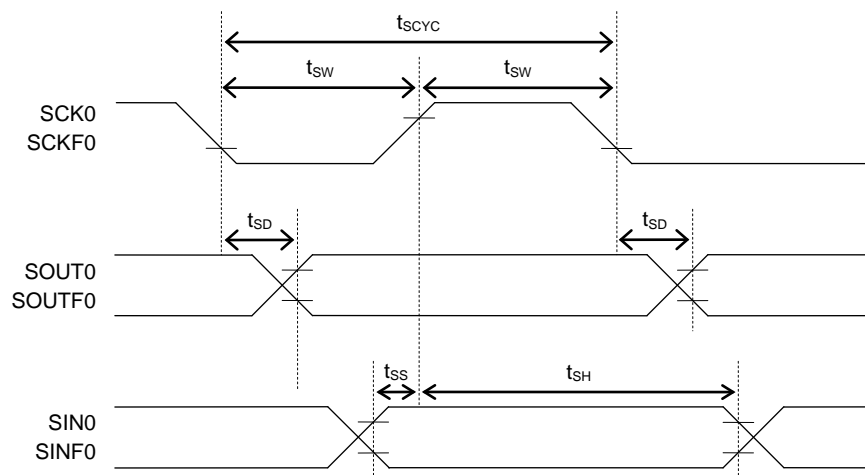 tSCYC
tSW tSW
SCK0
SCKF0
tSD tSD
SOUT0
SOUTF0
tSS tSH
SIN0
SINF0